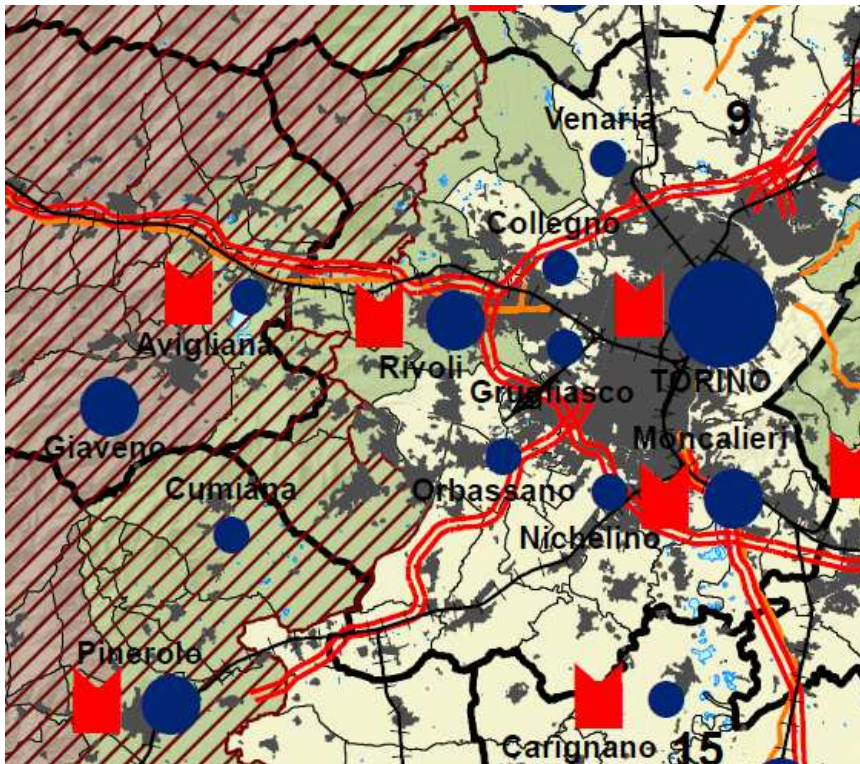 Venaria
9
Collegno
Avigliana
Rivoli
TORINO
Grugliasco
Giaveno
Moncalieri
Cumiana
Orbassano
Nichelino
Pinerolo
Carignano
15